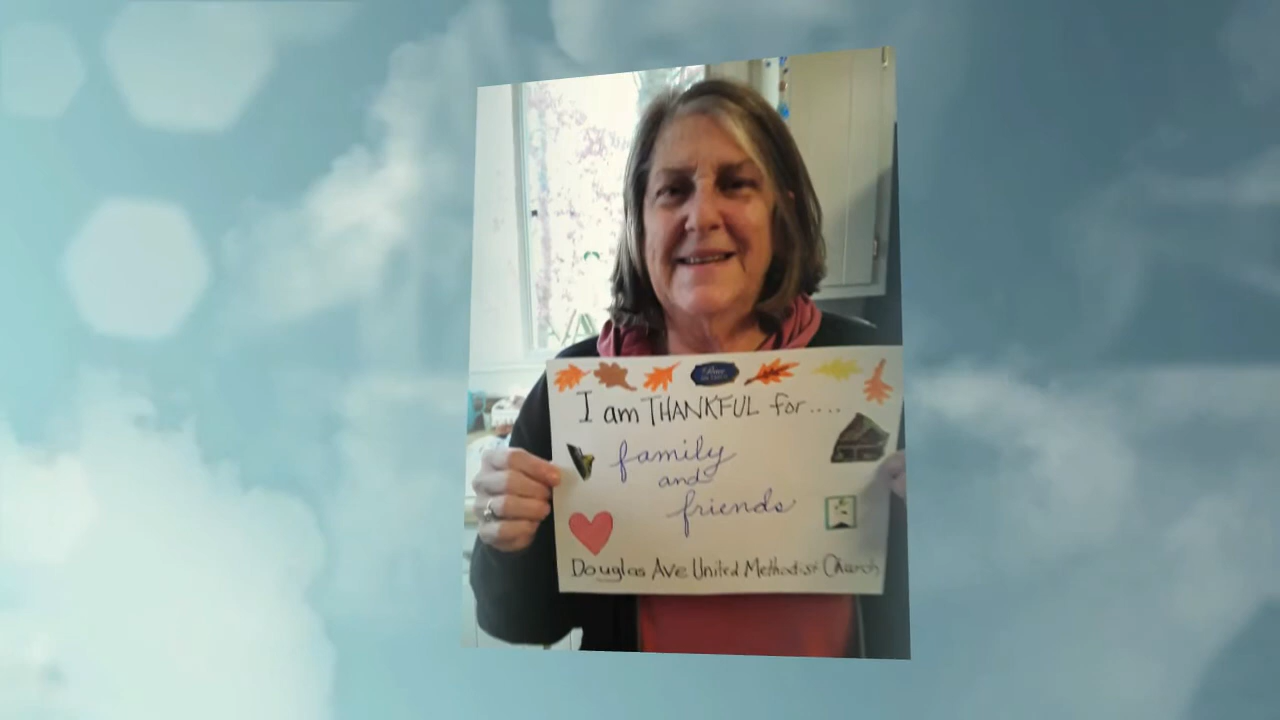 I am THANKFUL for....
family
and
friends
Douglas Ave United Methodist Church